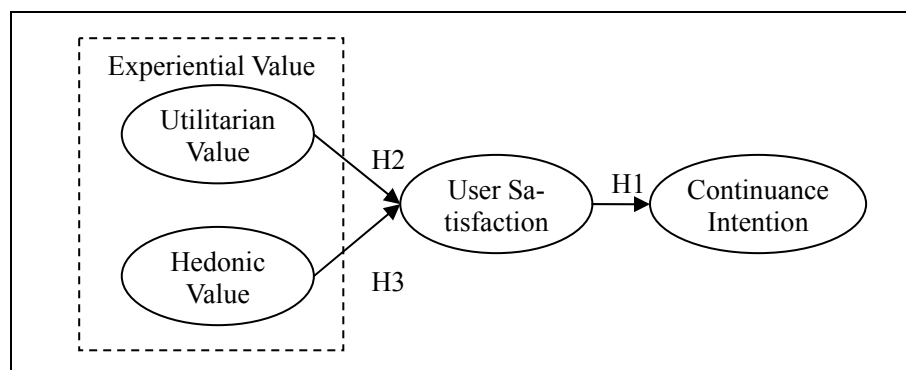 Experiential Value
Utilitarian
Value
H2
User Sa-
tisfaction
H1
Continuance
Intention
Hedonic
Value
H3